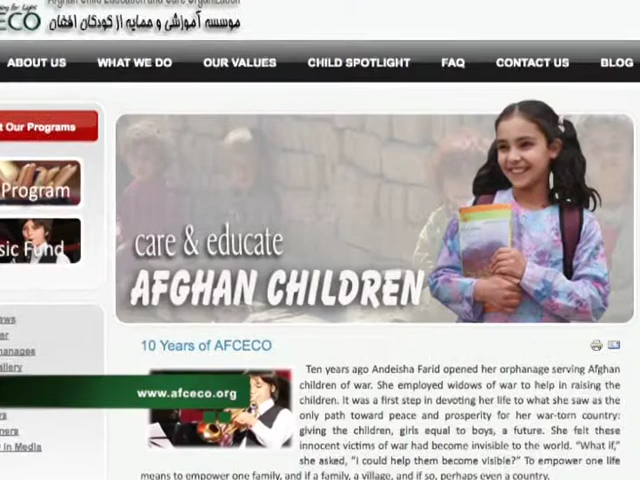 Afghan Child Education and Care Organization
ECO
موسسه آموزشی و حمایه از کودکان افغان
ABOUT US WHAT WE DO OUR VALUES CHILD SPOTLIGHT FAQ CONTACT US BLOG
t Our Programs
Program
sic Fund
care & educate
AFGHAN CHILDREN
ews
er
hanages
allery
www.afceco.org
rs
ners
y in Media
10 Years of AFCECO
Ten years ago Andeisha Farid opened her orphanage serving Afghan
children of war. She employed widows of war to help in raising the
children. It was a first step in devoting her life to what she saw as the
only path toward peace and prosperity for her war-torn country:
giving the children, girls equal to boys, a future. She felt these
innocent victims of war had become invisible to the world. “What if,”
she asked, “I could help them become visible?” To empower one life
means to empower one family, and if a family, a village, and if so, perhaps even a country.